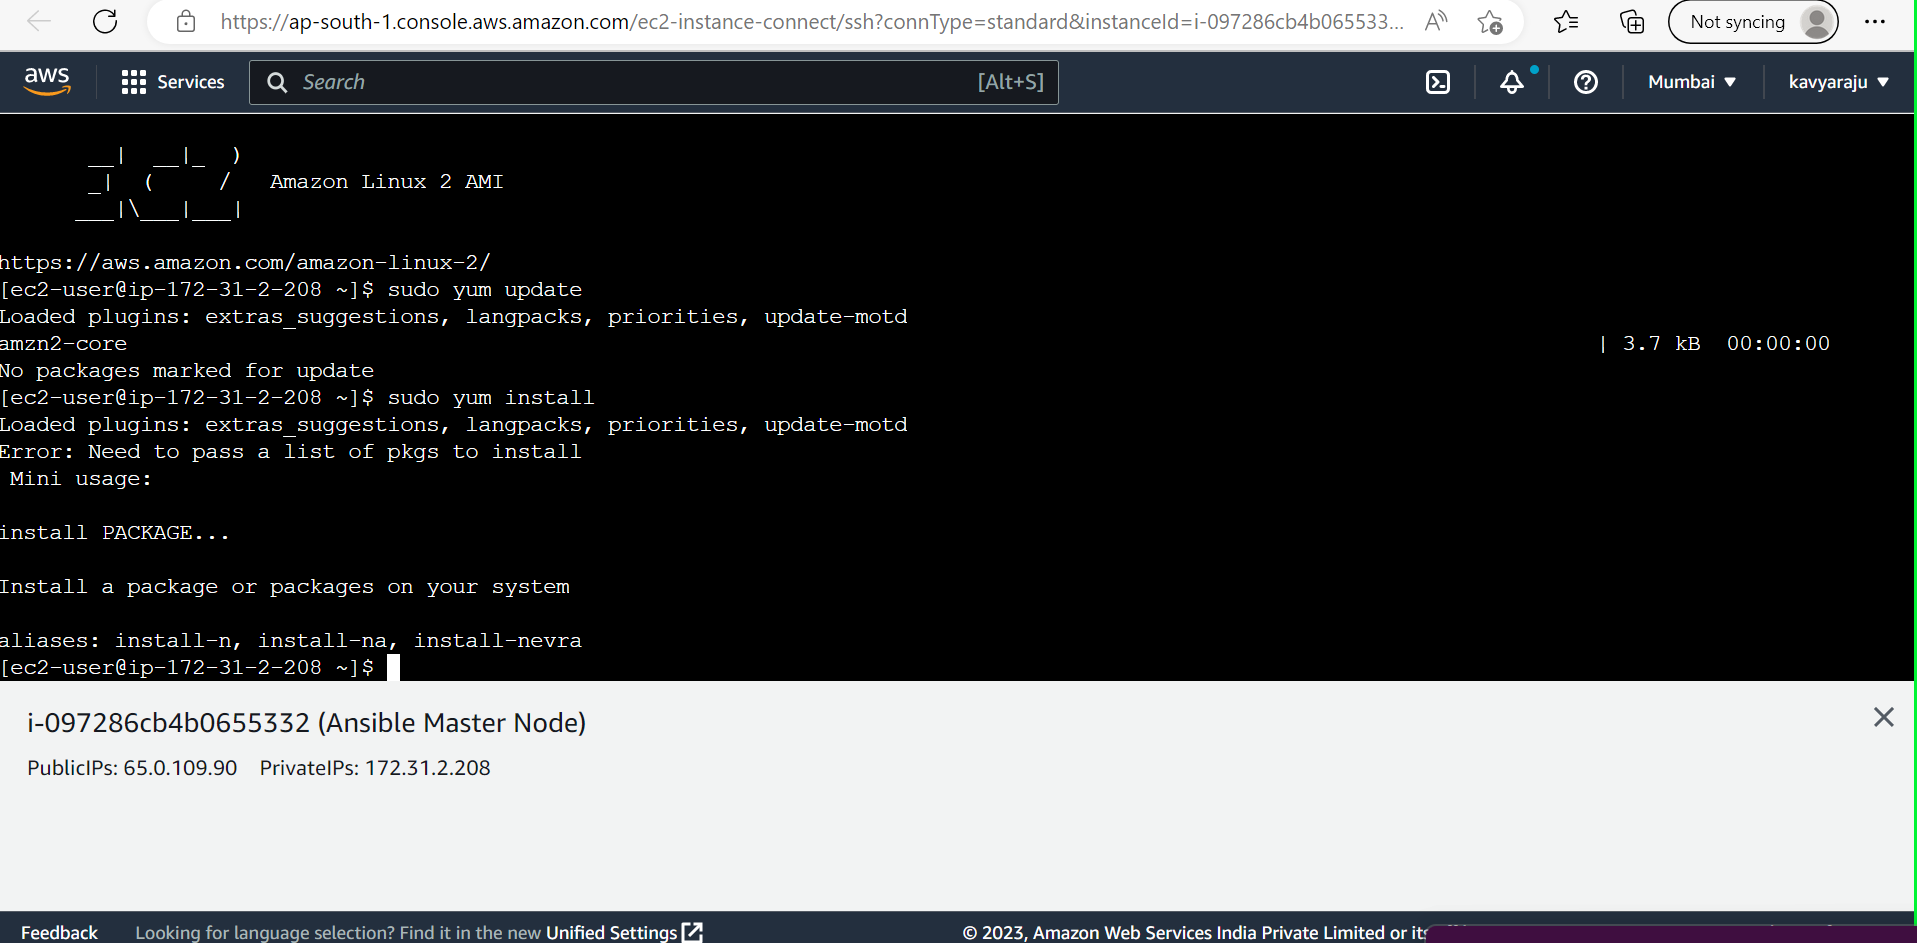 https://ap-south-1.console.aws.amazon.com/ec2-instance-connect/ssh?connType=standard&instanceId=i-097286cb4b065533...
Not syncing
aws
Services
Search
[Alt+S]
Mumbai
kavyaraju
__|  __|_  )
_|  (     /   Amazon Linux 2 AMI
___|\___|___|
https://aws.amazon.com/amazon-linux-2/
[ec2-user@ip-172-31-2-208 ~]$ sudo yum update
Loaded plugins: extras_suggestions, langpacks, priorities, update-motd
amzn2-core | 3.7 kB 00:00:00
No packages marked for update
[ec2-user@ip-172-31-2-208 ~]$ sudo yum install
Loaded plugins: extras_suggestions, langpacks, priorities, update-motd
Error: Need to pass a list of pkgs to install
Mini usage:
install PACKAGE...
Install a package or packages on your system
aliases: install-n, install-na, install-nevra
[ec2-user@ip-172-31-2-208 ~]$
i-097286cb4b0655332 (Ansible Master Node)
PublicIPs: 65.0.109.90 PrivateIPs: 172.31.2.208
Feedback
Looking for language selection? Find it in the new Unified Settings
© 2023, Amazon Web Services India Private Limited or its